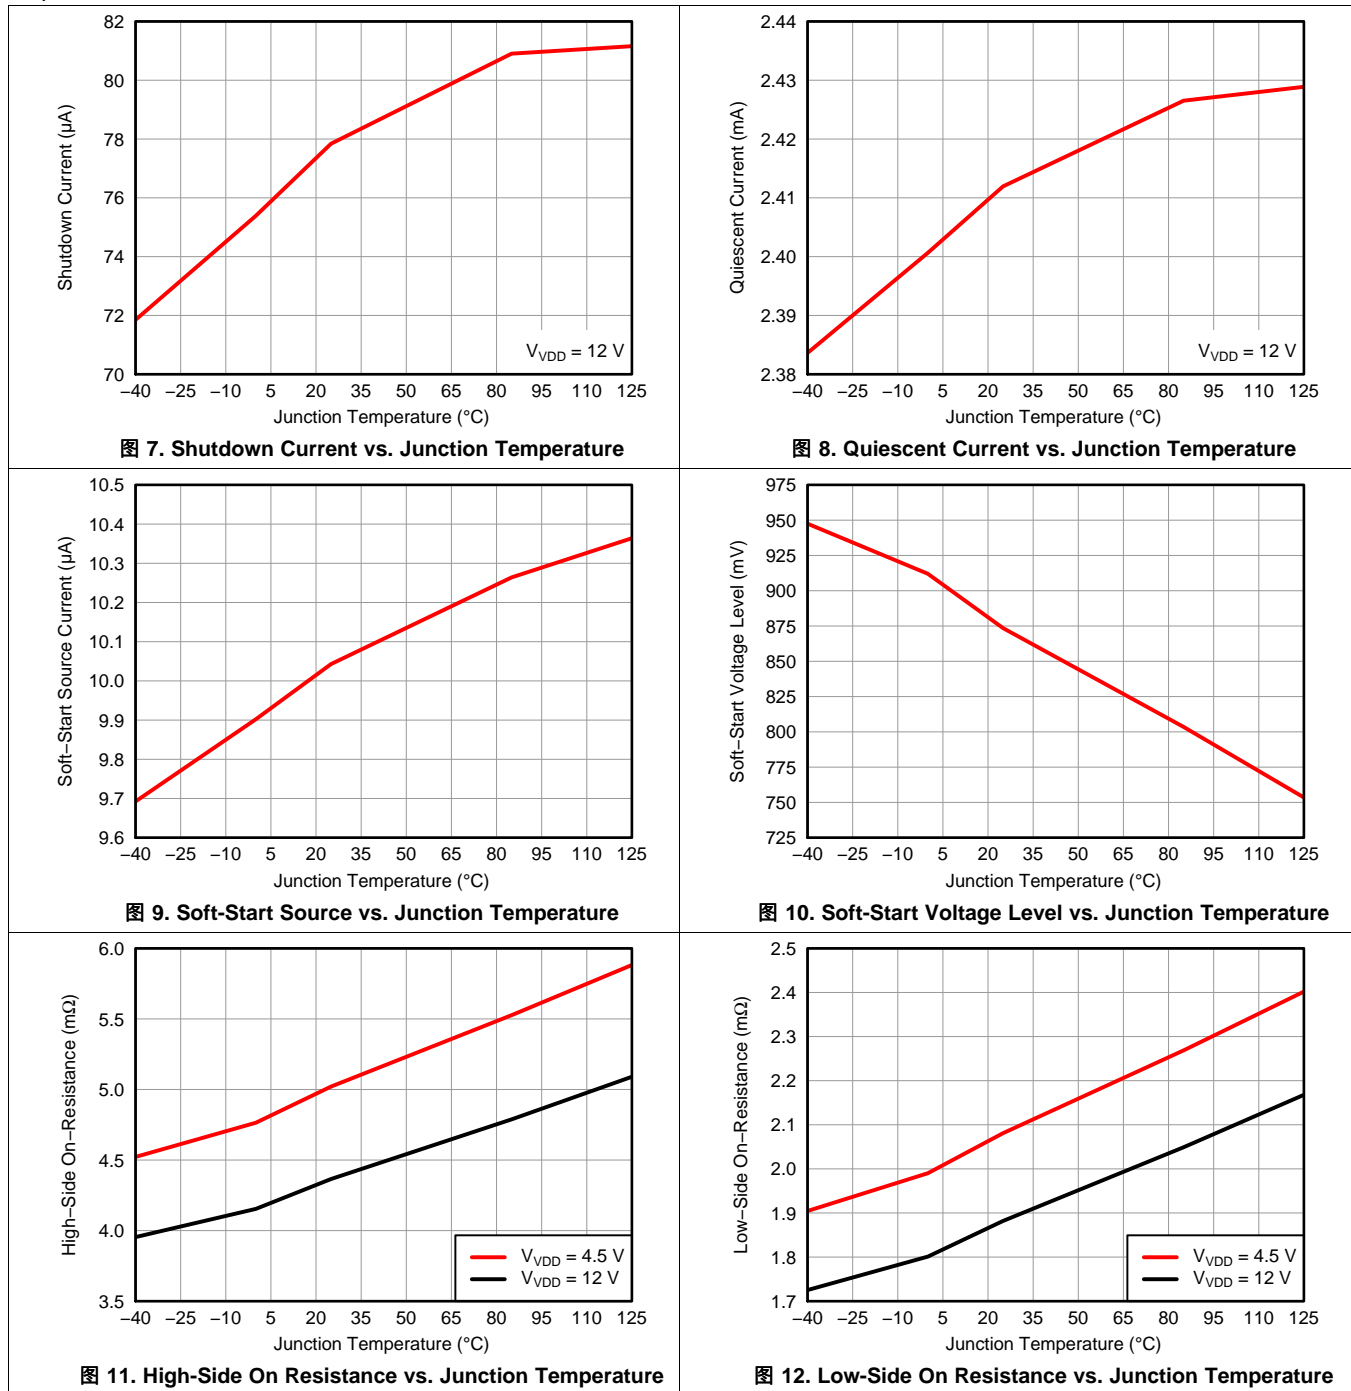 82
80
78
76
74
72
70
Shutdown Current (µA)
V_VDD = 12 V
−40 −25 −10 5 20 35 50 65 80 95 110 125
Junction Temperature (°C)
图 7. Shutdown Current vs. Junction Temperature
2.44
2.43
2.42
2.41
2.40
2.39
2.38
Quiescent Current (mA)
V_VDD = 12 V
−40 −25 −10 5 20 35 50 65 80 95 110 125
Junction Temperature (°C)
图 8. Quiescent Current vs. Junction Temperature
10.5
10.4
10.3
10.2
10.1
10.0
9.9
9.8
9.7
9.6
Soft−Start Source Current (µA)
−40 −25 −10 5 20 35 50 65 80 95 110 125
Junction Temperature (°C)
图 9. Soft-Start Source vs. Junction Temperature
975
950
925
900
875
850
825
800
775
750
725
Soft−Start Voltage Level (mV)
−40 −25 −10 5 20 35 50 65 80 95 110 125
Junction Temperature (°C)
图 10. Soft-Start Voltage Level vs. Junction Temperature
6.0
5.5
5.0
4.5
4.0
3.5
High−Side On−Resistance (mΩ)
V_VDD = 4.5 V
V_VDD = 12 V
−40 −25 −10 5 20 35 50 65 80 95 110 125
Junction Temperature (°C)
图 11. High-Side On Resistance vs. Junction Temperature
2.5
2.4
2.3
2.2
2.1
2.0
1.9
1.8
1.7
Low−Side On−Resistance (mΩ)
V_VDD = 4.5 V
V_VDD = 12 V
−40 −25 −10 5 20 35 50 65 80 95 110 125
Junction Temperature (°C)
图 12. Low-Side On Resistance vs. Junction Temperature